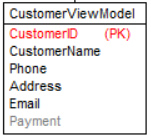 CustomerViewModel
CustomerID (PK)
CustomerName
Phone
Address
Email
Payment